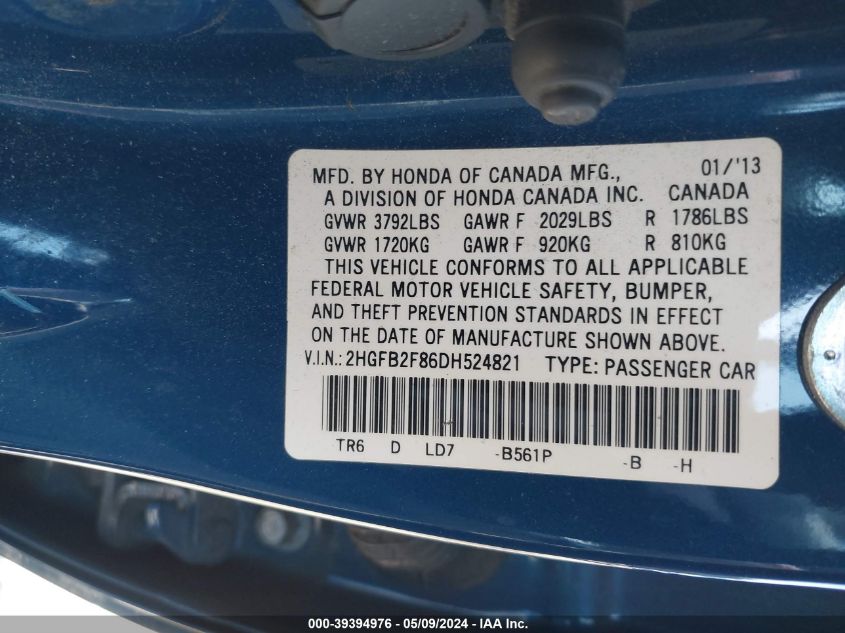 MFD. BY HONDA OF CANADA MFG., 01/'13
A DIVISION OF HONDA CANADA INC. CANADA
GVWR 3792LBS GAWR F 2029LBS R 1786LBS
GVWR 1720KG GAWR F 920KG R 810KG
THIS VEHICLE CONFORMS TO ALL APPLICABLE
FEDERAL MOTOR VEHICLE SAFETY, BUMPER,
AND THEFT PREVENTION STANDARDS IN EFFECT
ON THE DATE OF MANUFACTURE SHOWN ABOVE.
V.I.N.: 2HGFB2F86DH524821 TYPE: PASSENGER CAR
TR6 D LD7 -B561P -B -H
000-39394976 - 05/09/2024 - IAA Inc.